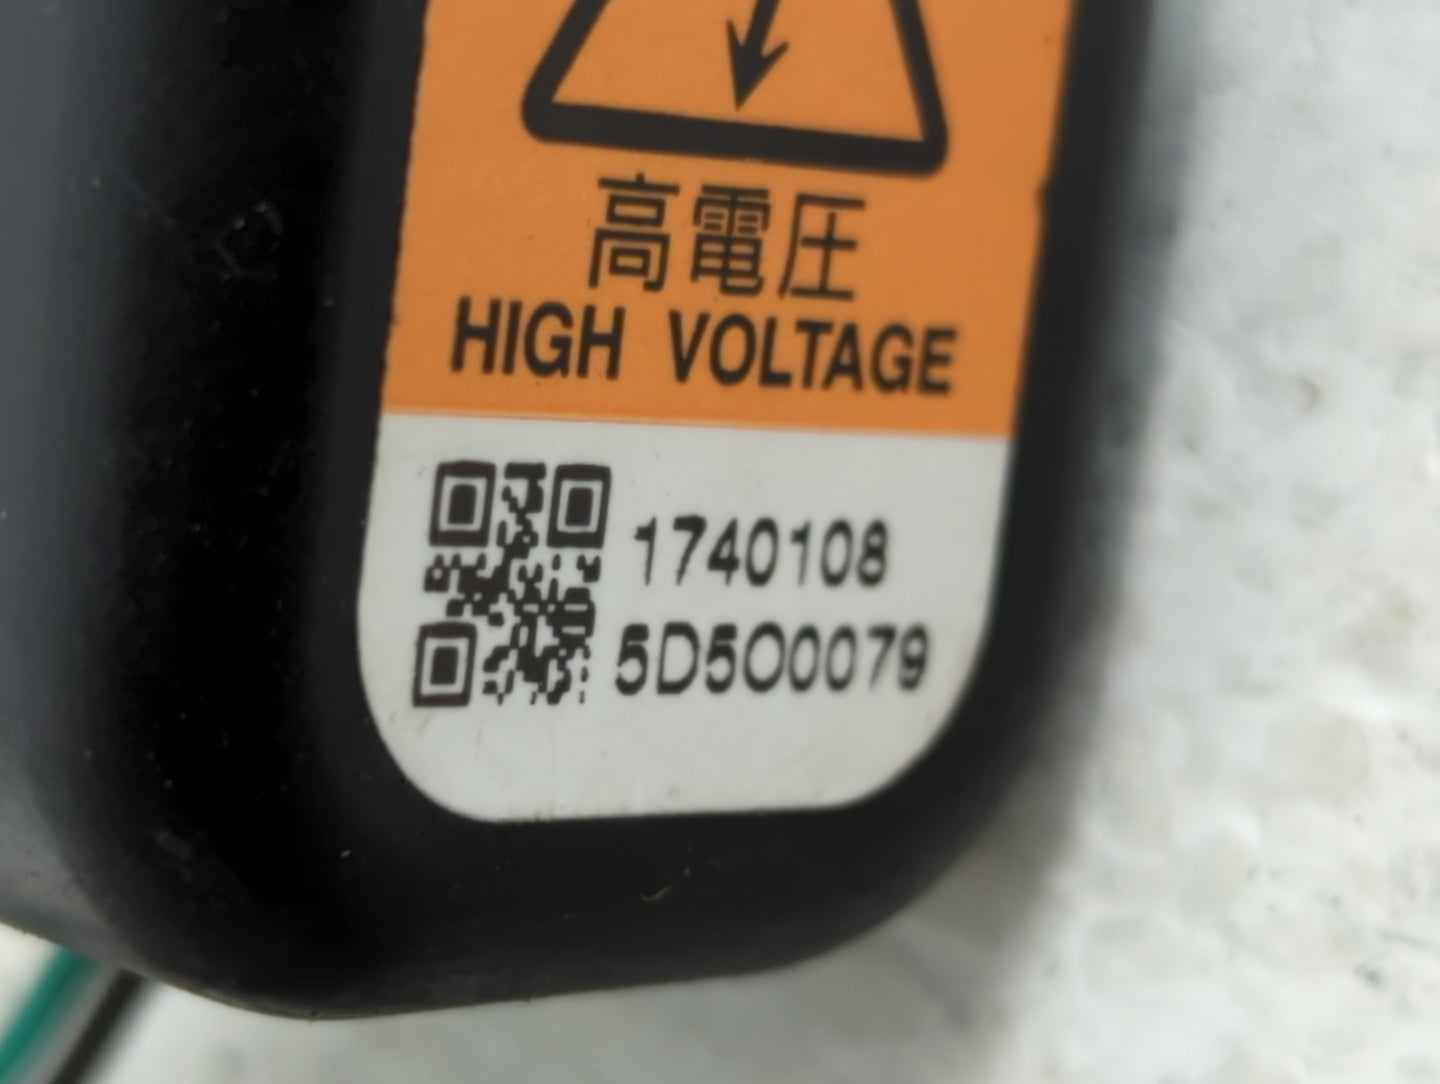 高電圧
HIGH VOLTAGE
1740108
5D5O0079